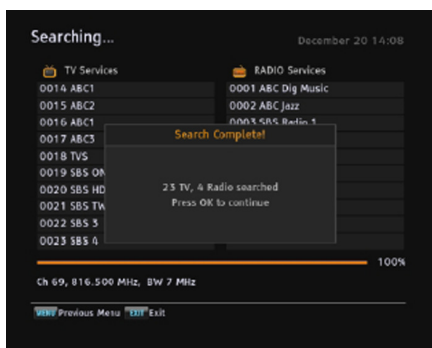 Searching...
December 20 14:08
TV Services
RADIO Services
0014 ABC1
0001 ABC Dig Music
0015 ABC2
0002 ABC Jazz
0016 ABC1
0003 SBS Radio 1
0017 ABC3
Search Complete!
0018 TVS
0019 SBS ON
0020 SBS HD
23 TV, 4 Radio searched
0021 SBS TW
Press OK to continue
0022 SBS 3
0023 SBS 4
100%
Ch 69, 816.500 MHz, BW 7 MHz
MENU Previous Menu EXIT Exit